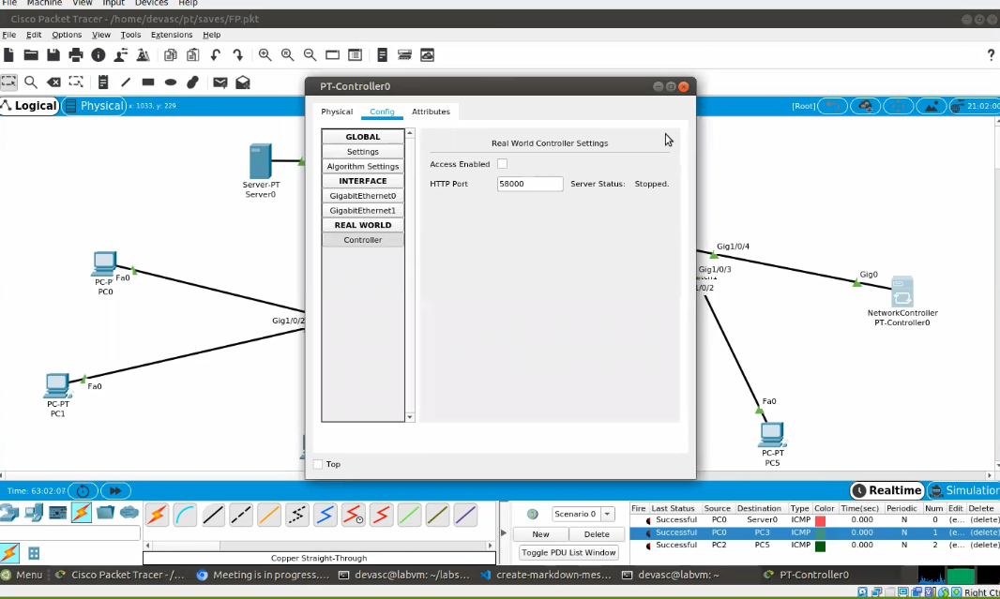 File Machine View Input Devices Help
Cisco Packet Tracer - /home/devasc/pt/saves/FP.pkt
File Edit Options View Tools Extensions Help
?
Logical Physical x: 1033, y: 229 [Root] 21:02:00
PT-Controller0
Physical Config Attributes
GLOBAL
Settings
Algorithm Settings
INTERFACE
GigabitEthernet0
GigabitEthernet1
REAL WORLD
Controller
Real World Controller Settings
Access Enabled
HTTP Port 58000 Server Status: Stopped.
Top
Server-PT
Server0
Fa0
PC-P
PC0
Gig1/0/2
Fa0
PC-PT
PC1
Gig1/0/4
Gig1/0/3
1/0/2
Gig0
NetworkController
PT-Controller0
Fa0
PC-PT
PC5
Time: 63:02:07 Realtime Simulation
Scenario 0
New Delete
Toggle PDU List Window
Copper Straight-Through
Fire Last Status Source Destination Type Color Time(sec) Periodic Num Edit Delete
Successful PC0 Server0 ICMP 0.000 N 0 (e... (delete)
Successful PC0 PC3 ICMP 0.000 N 1 (e... (delete)
Successful PC2 PC5 ICMP 0.000 N 2 (e... (delete)
Menu Cisco Packet Tracer - /... Meeting is in progress.... devasc@labvm: ~/labs... create-markdown-mes... devasc@labvm: ~ PT-Controller0
Right Ct